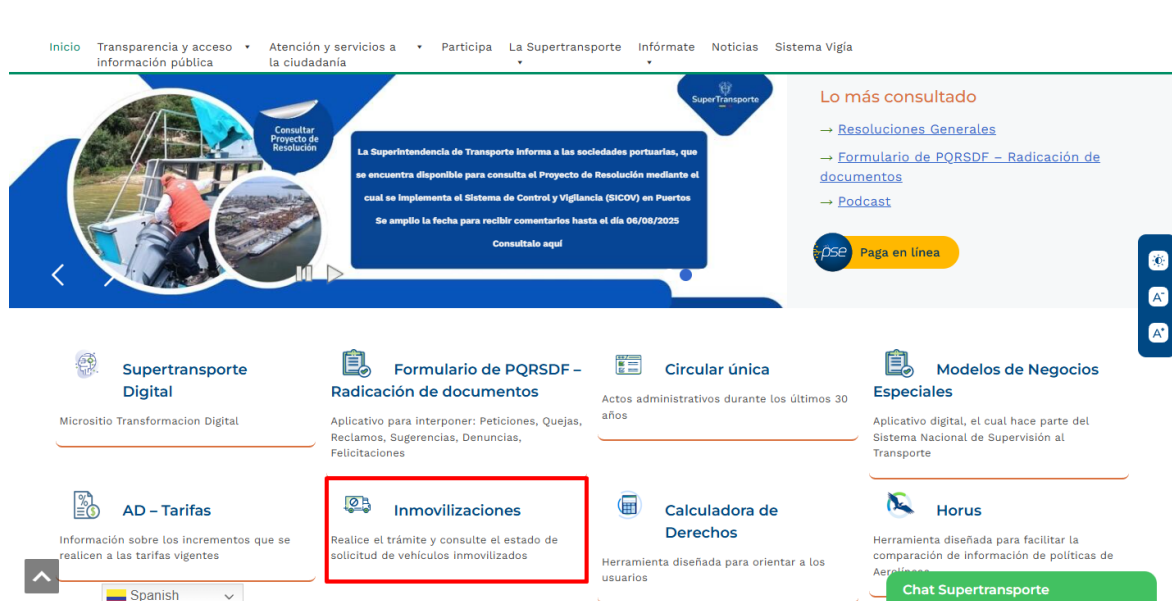 Inicio
Transparencia y acceso
información pública
Atención y servicios a
la ciudadanía
Participa
La Supertransporte
Infórmate
Noticias
Sistema Vigía
Consultar
Proyecto de
Resolución
SuperTransporte
La Superintendencia de Transporte informa a las sociedades portuarias, que
se encuentra disponible para consulta el Proyecto de Resolución mediante el
cual se implementa el Sistema de Control y Vigilancia (SICOV) en Puertos
Se amplio la fecha para recibir comentarios hasta el día 06/08/2025
Consultalo aquí
Lo más consultado
→ Resoluciones Generales
→ Formulario de PQRSDF – Radicación de
documentos
→ Podcast
pse Paga en línea
A-
A+
Supertransporte
Digital
Micrositio Transformacion Digital
Formulario de PQRSDF –
Radicación de documentos
Aplicativo para interponer: Peticiones, Quejas,
Reclamos, Sugerencias, Denuncias,
Felicitaciones
Circular única
Actos administrativos durante los últimos 30
años
Modelos de Negocios
Especiales
Aplicativo digital, el cual hace parte del
Sistema Nacional de Supervisión al
Transporte
AD – Tarifas
Información sobre los incrementos que se
realicen a las tarifas vigentes
Inmovilizaciones
Realice el trámite y consulte el estado de
solicitud de vehículos inmovilizados
Calculadora de
Derechos
Herramienta diseñada para orientar a los
usuarios
Horus
Herramienta diseñada para facilitar la
comparación de información de políticas de
Aerolíneas
Spanish
Chat Supertransporte